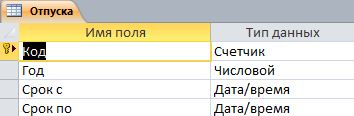 Отпуска
Имя поля Тип данных
Код Счетчик
Год Числовой
Срок с Дата/время
Срок по Дата/время